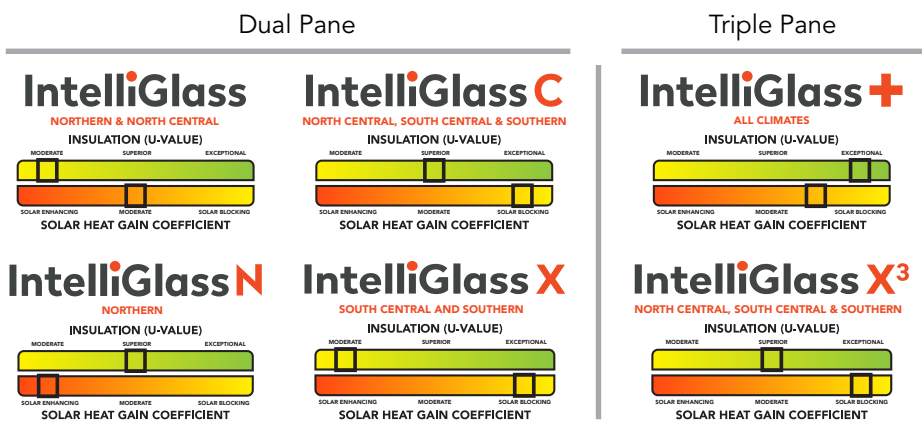 Dual Pane
Triple Pane
IntelliGlass
NORTHERN & NORTH CENTRAL
INSULATION (U-VALUE)
MODERATE SUPERIOR EXCEPTIONAL
SOLAR ENHANCING MODERATE SOLAR BLOCKING
SOLAR HEAT GAIN COEFFICIENT
IntelliGlass C
NORTH CENTRAL, SOUTH CENTRAL & SOUTHERN
INSULATION (U-VALUE)
MODERATE SUPERIOR EXCEPTIONAL
SOLAR ENHANCING MODERATE SOLAR BLOCKING
SOLAR HEAT GAIN COEFFICIENT
IntelliGlass +
ALL CLIMATES
INSULATION (U-VALUE)
MODERATE SUPERIOR EXCEPTIONAL
SOLAR ENHANCING MODERATE SOLAR BLOCKING
SOLAR HEAT GAIN COEFFICIENT
IntelliGlass N
NORTHERN
INSULATION (U-VALUE)
MODERATE SUPERIOR EXCEPTIONAL
SOLAR ENHANCING MODERATE SOLAR BLOCKING
SOLAR HEAT GAIN COEFFICIENT
IntelliGlass X
SOUTH CENTRAL AND SOUTHERN
INSULATION (U-VALUE)
MODERATE SUPERIOR EXCEPTIONAL
SOLAR ENHANCING MODERATE SOLAR BLOCKING
SOLAR HEAT GAIN COEFFICIENT
IntelliGlass X³
NORTH CENTRAL, SOUTH CENTRAL & SOUTHERN
INSULATION (U-VALUE)
MODERATE SUPERIOR EXCEPTIONAL
SOLAR ENHANCING MODERATE SOLAR BLOCKING
SOLAR HEAT GAIN COEFFICIENT